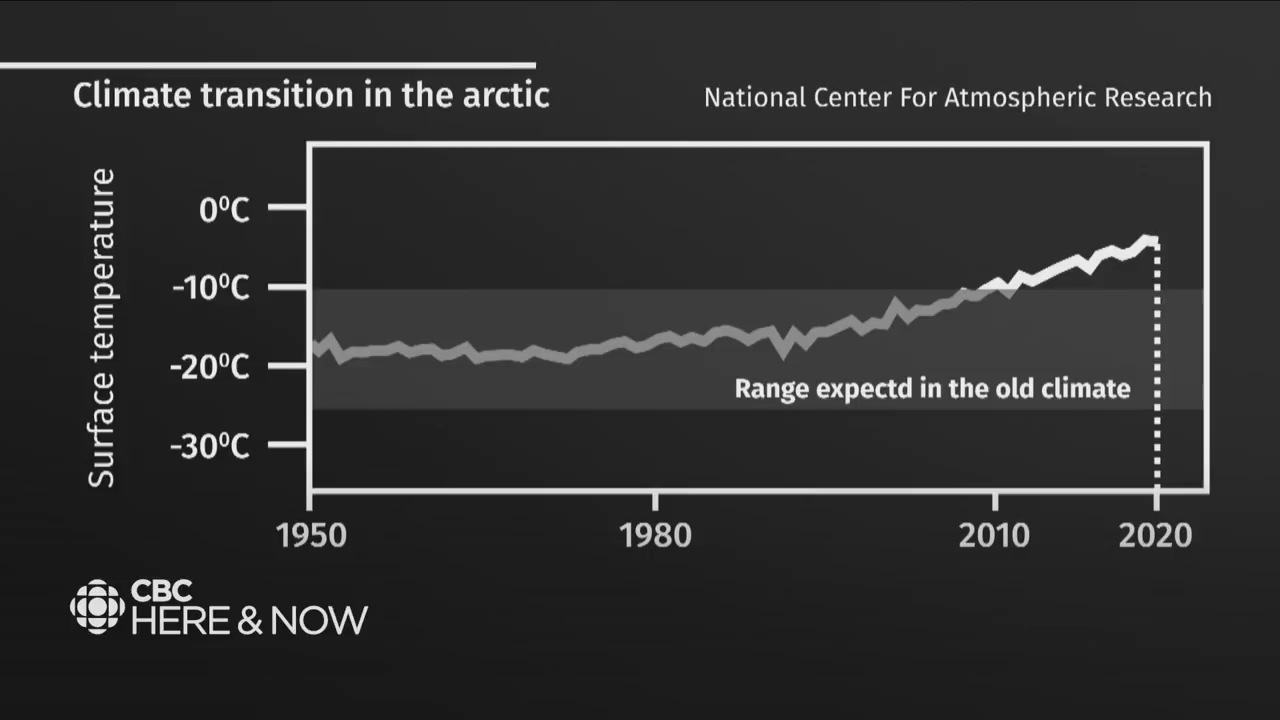 Climate transition in the arctic
National Center For Atmospheric Research
Surface temperature
0⁰C
-10⁰C
-20⁰C
-30⁰C
Range expectd in the old climate
1950
1980
2010
2020
CBC
HERE & NOW